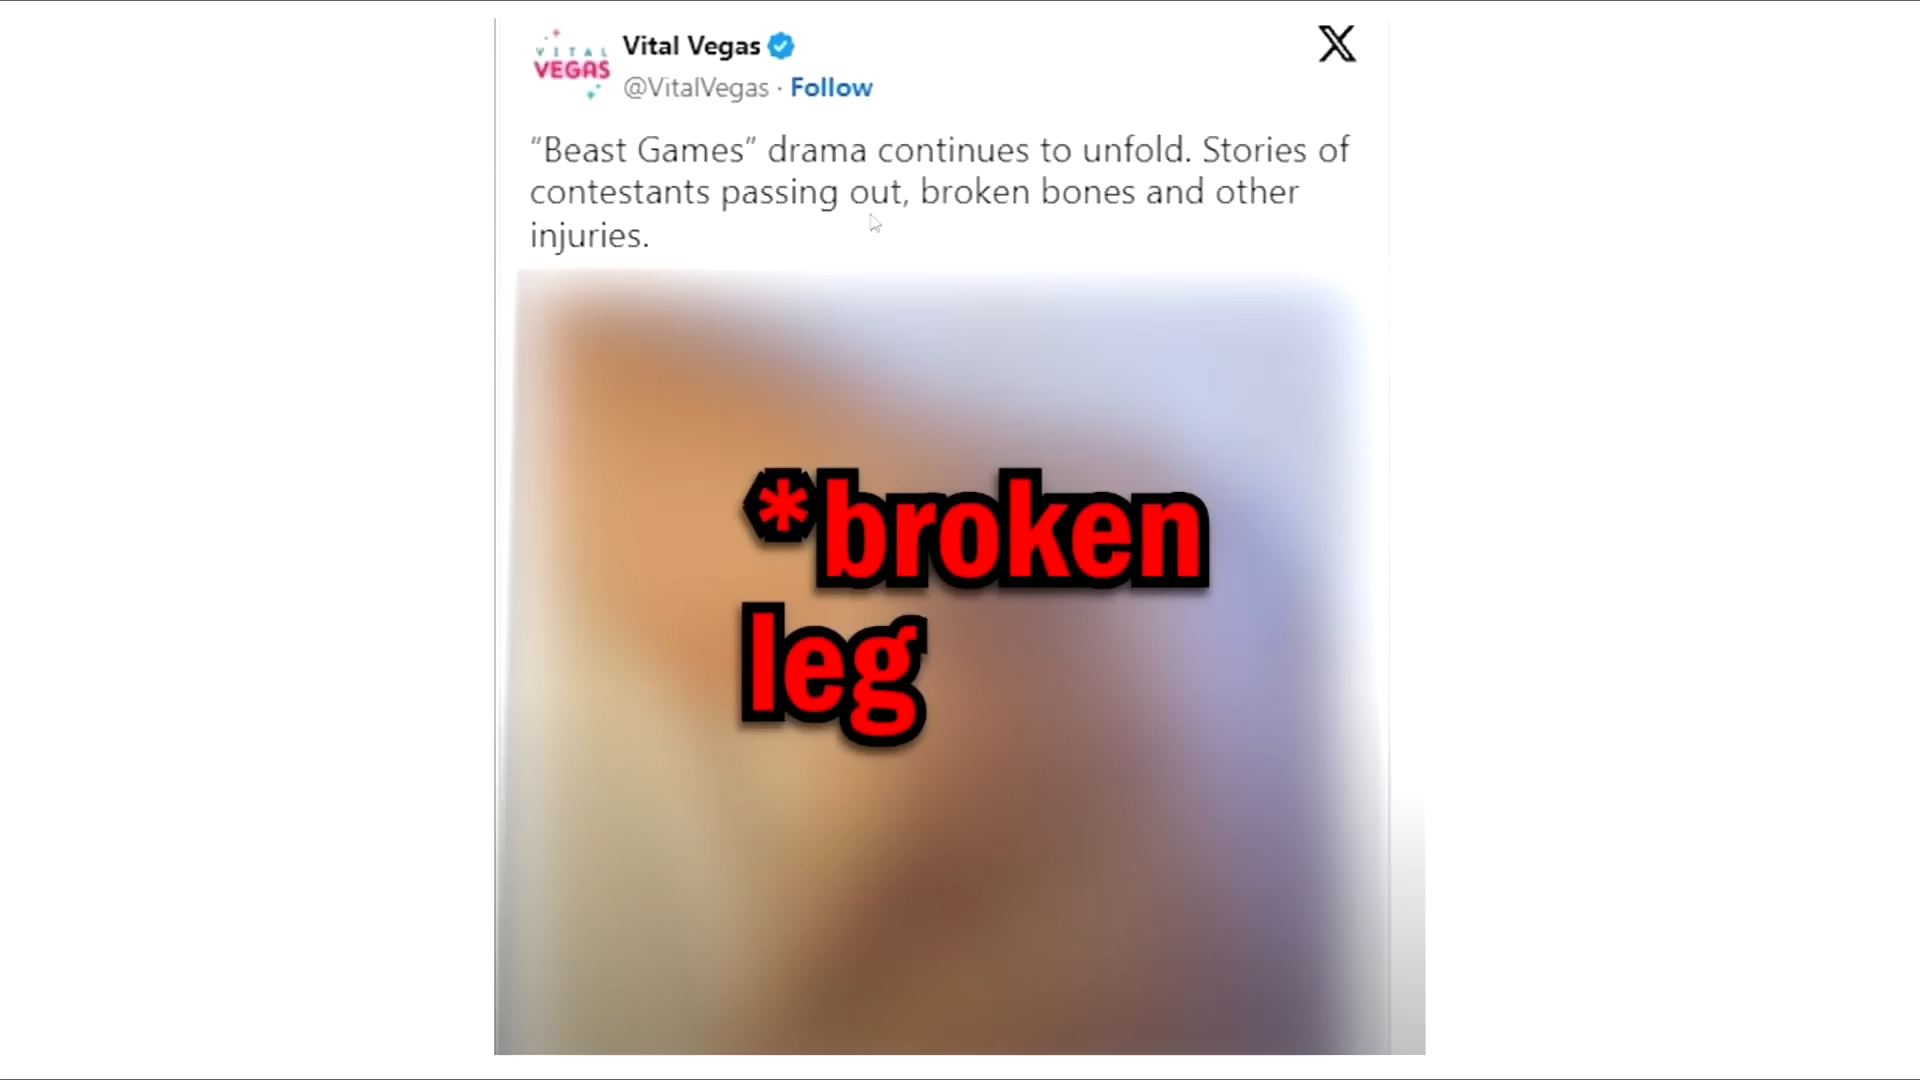 VITAL
VEGAS
Vital Vegas
@VitalVegas · Follow
“Beast Games” drama continues to unfold. Stories of
contestants passing out, broken bones and other
injuries.
*broken
leg